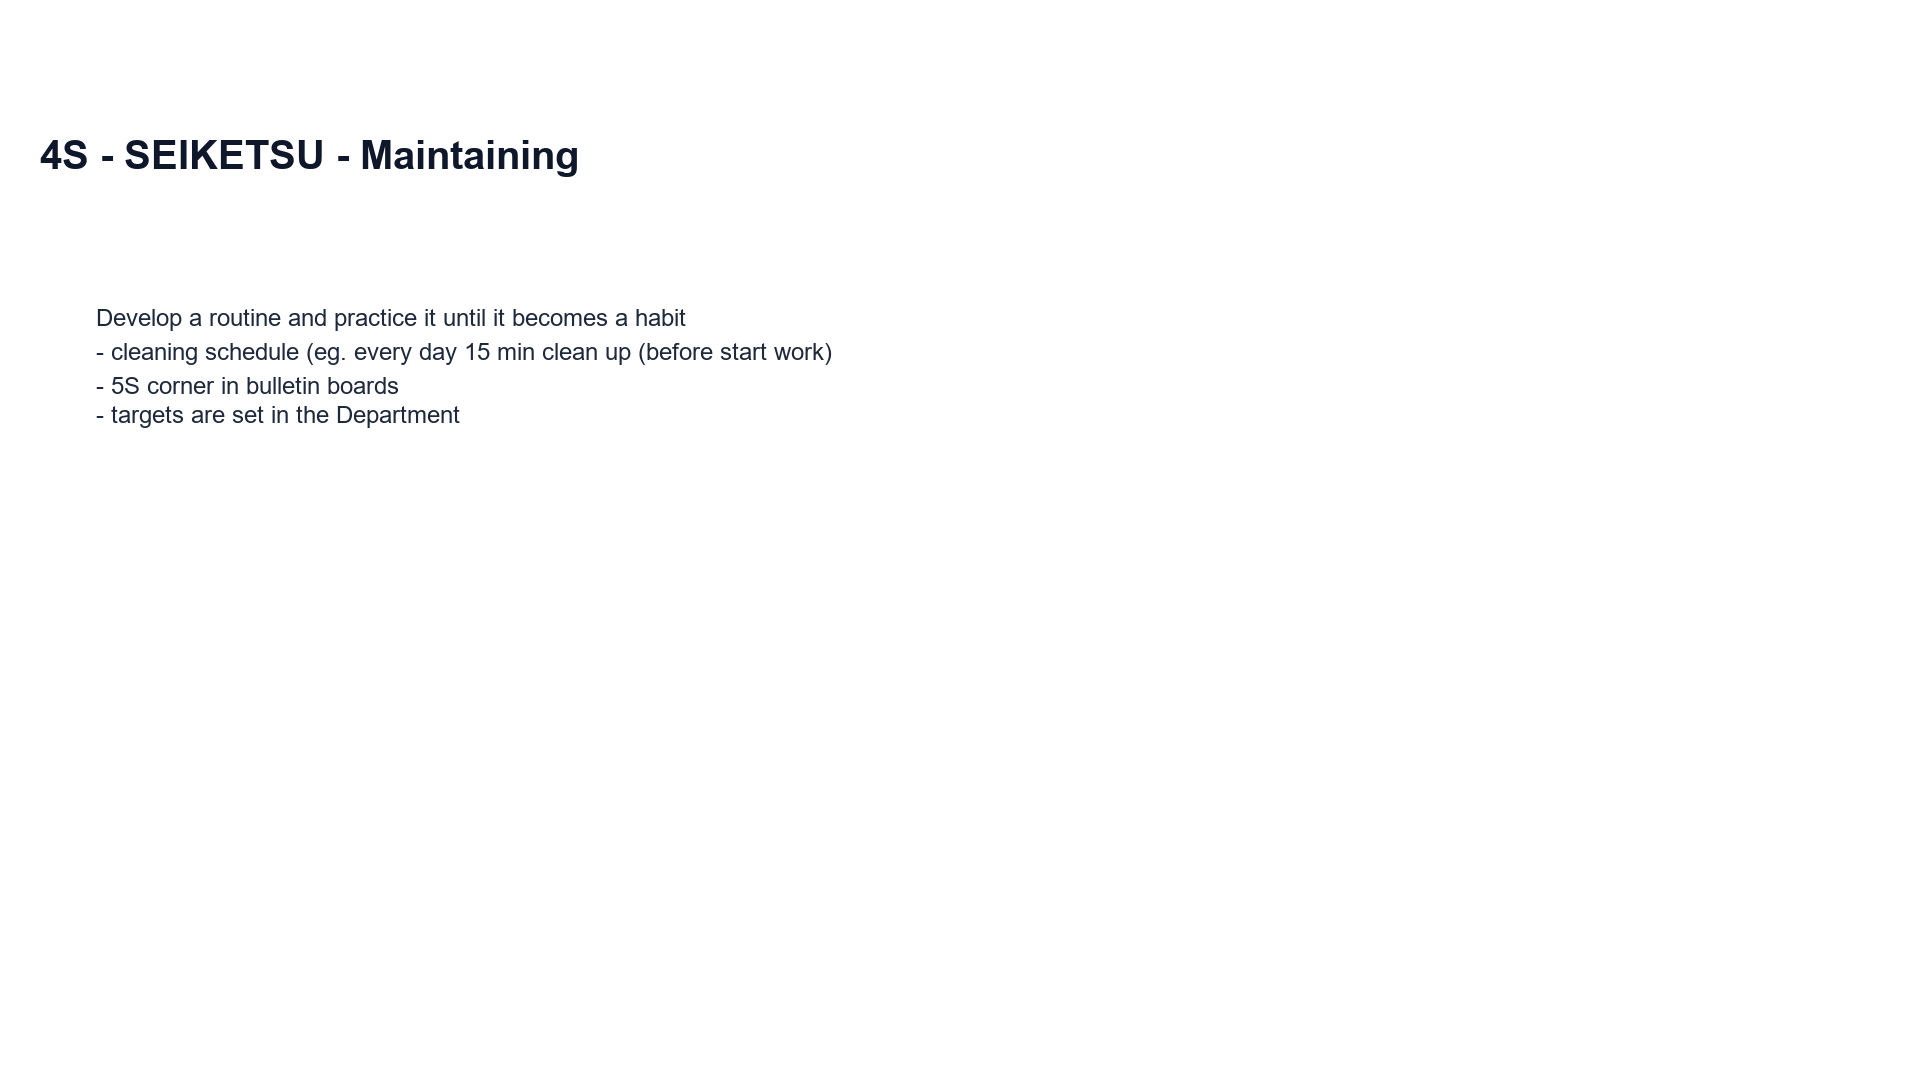 4S - SEIKETSU - Maintaining
Develop a routine and practice it until it becomes a habit
- cleaning schedule (eg. every day 15 min clean up (before start work)
- 5S corner in bulletin boards
- targets are set in the Department